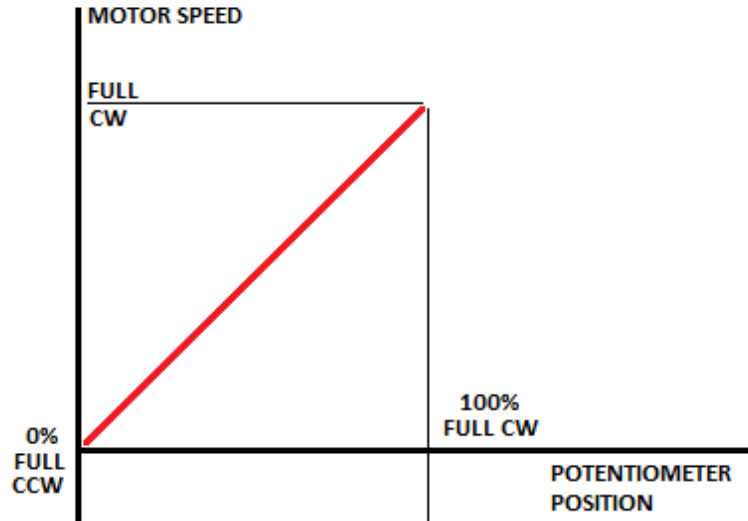 MOTOR SPEED
FULL
CW
100%
FULL CW
0%
FULL
CCW
POTENTIOMETER
POSITION